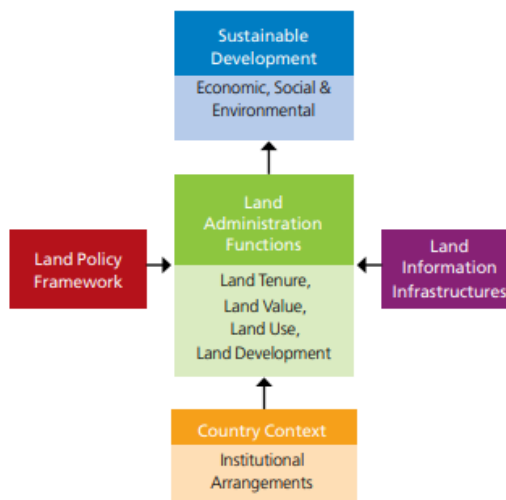 Sustainable
Development
Economic, Social &
Environmental
Land
Administration
Functions
Land Policy
Framework
Land Tenure,
Land Value,
Land Use,
Land Development
Land
Information
Infrastructures
Country Context
Institutional
Arrangements